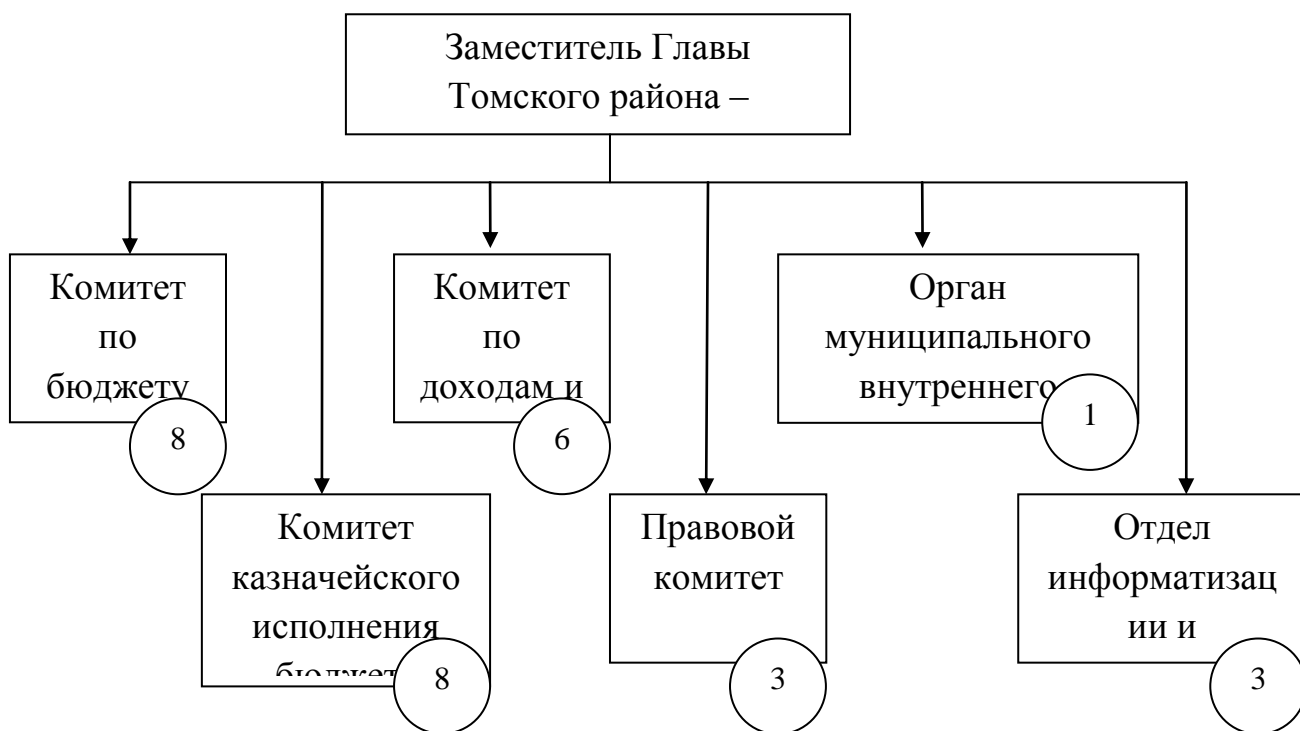 Заместитель Главы
Томского района –
Комитет
по
бюджету
8
Комитет
по
доходам и
6
Орган
муниципального
внутреннего
1
Комитет
казначейского
исполнения
8
Правовой
комитет
3
Отдел
информатизац
ии и
3